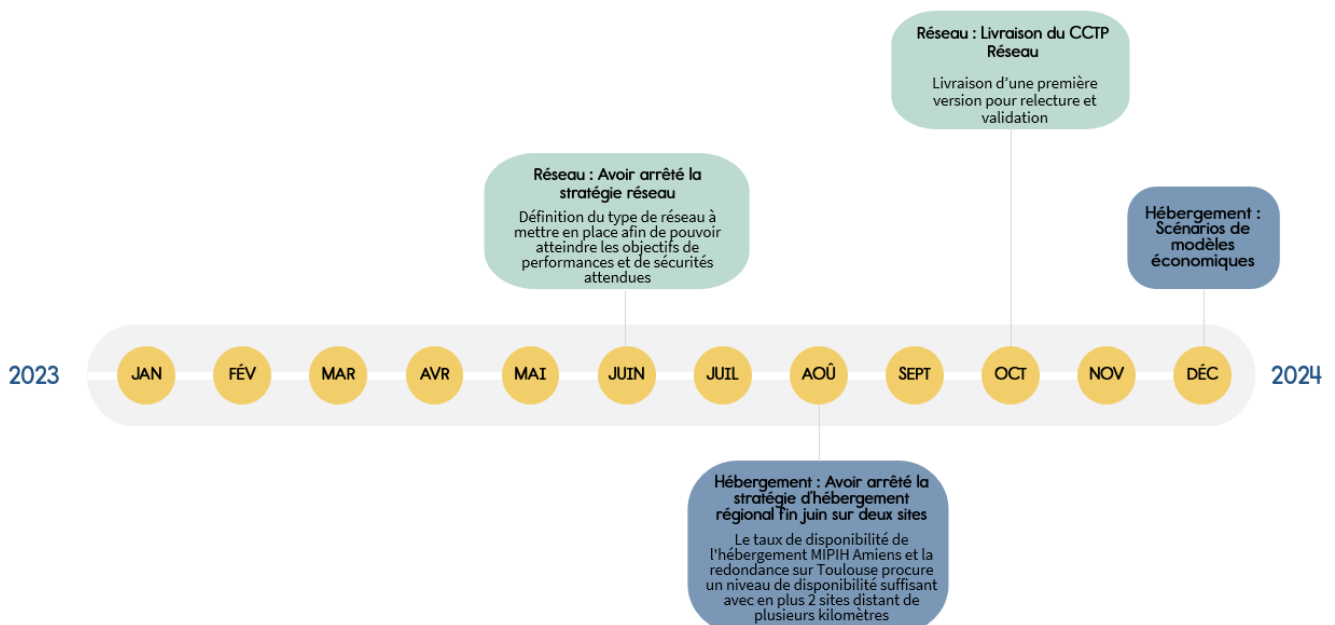 Réseau : Livraison du CCTP
Réseau
Livraison d'une première
version pour relecture et
validation
Réseau : Avoir arrêté la
stratégie réseau
Définition du type de réseau à
mettre en place afin de pouvoir
atteindre les objectifs de
performances et de sécurités
attendues
Hébergement :
Scénarios de
modèles
économiques
2023
JAN
FÉV
MAR
AVR
MAI
JUIN
JUIL
AOÛ
SEPT
OCT
NOV
DÉC
2024
Hébergement : Avoir arrêté la
stratégie d'hébergement
régional fin juin sur deux sites
Le taux de disponibilité de
l'hébergement MIPIH Amiens et la
redondance sur Toulouse procure
un niveau de disponibilité suffisant
avec en plus 2 sites distant de
plusieurs kilomètres